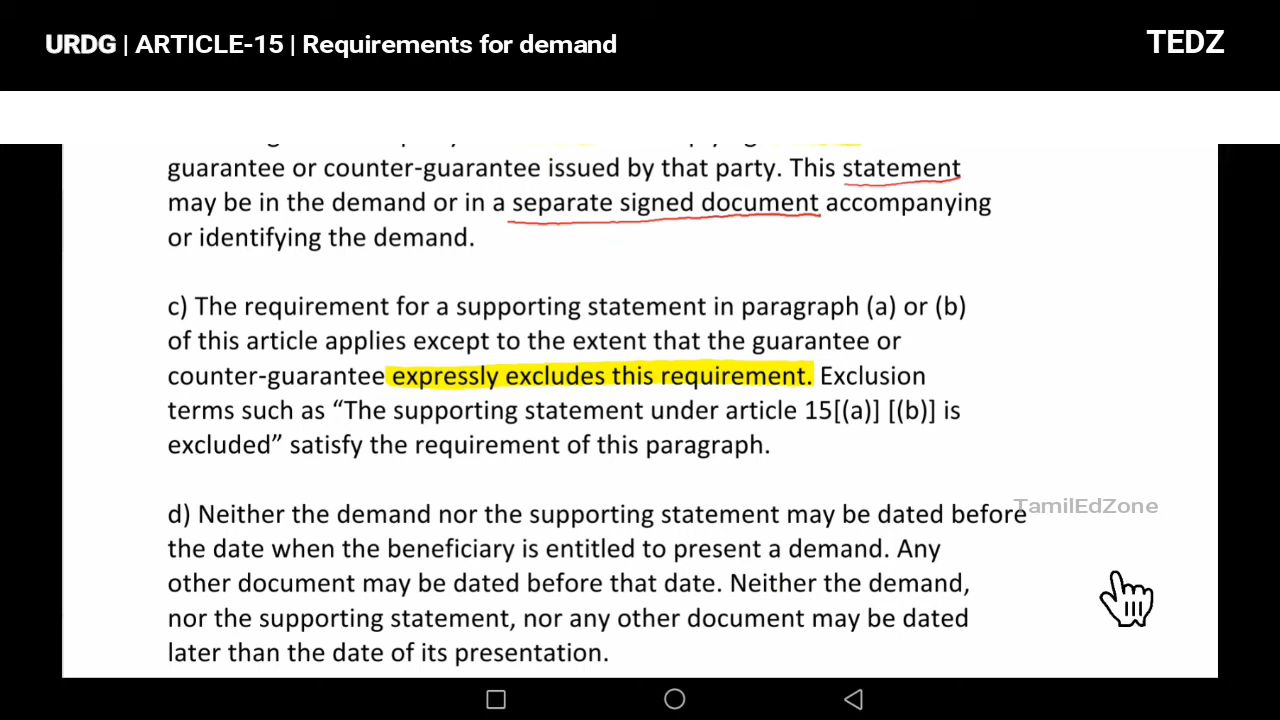 URDG | ARTICLE-15 | Requirements for demand
TEDZ
guarantee or counter-guarantee issued by that party. This statement
may be in the demand or in a separate signed document accompanying
or identifying the demand.
c) The requirement for a supporting statement in paragraph (a) or (b)
of this article applies except to the extent that the guarantee or
counter-guarantee expressly excludes this requirement. Exclusion
terms such as “The supporting statement under article 15[(a)] [(b)] is
excluded” satisfy the requirement of this paragraph.
TamilEdZone
d) Neither the demand nor the supporting statement may be dated before
the date when the beneficiary is entitled to present a demand. Any
other document may be dated before that date. Neither the demand,
nor the supporting statement, nor any other document may be dated
later than the date of its presentation.